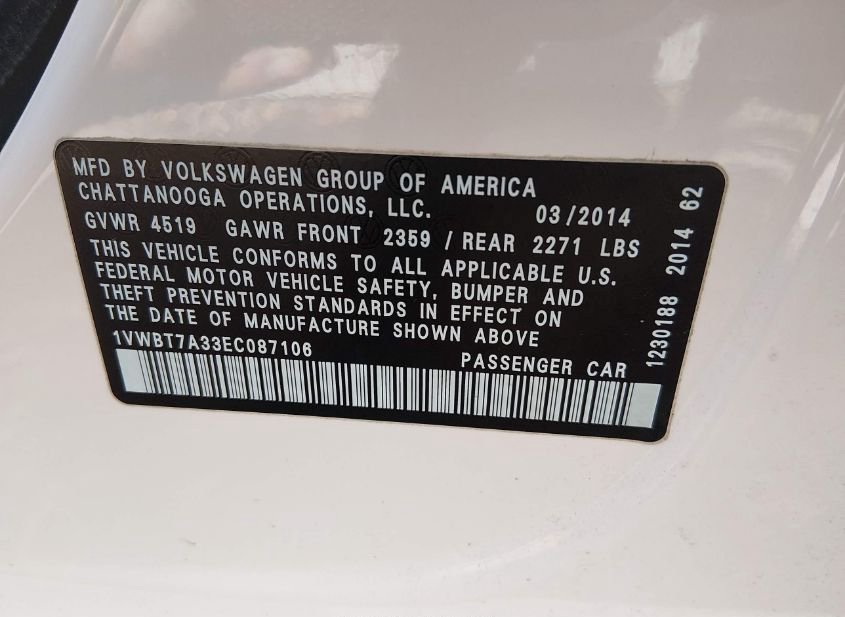 MFD BY VOLKSWAGEN GROUP OF AMERICA
CHATTANOOGA OPERATIONS, LLC. 03/2014
GVWR 4519 GAWR FRONT 2359 / REAR 2271 LBS
THIS VEHICLE CONFORMS TO ALL APPLICABLE U.S.
FEDERAL MOTOR VEHICLE SAFETY, BUMPER AND
THEFT PREVENTION STANDARDS IN EFFECT ON
THE DATE OF MANUFACTURE SHOWN ABOVE
1VWBT7A33EC087106 PASSENGER CAR
1230188 2014 62